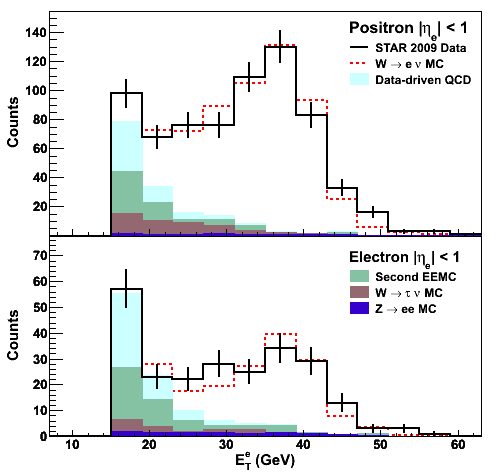 Positron |ηe| < 1
STAR 2009 Data
W → e ν MC
Data-driven QCD
Counts
140
120
100
80
60
40
20
Electron |ηe| < 1
Second EEMC
W → τ ν MC
Z → ee MC
Counts
70
60
50
40
30
20
10
0
10 20 30 40 50 60
E^e_T (GeV)